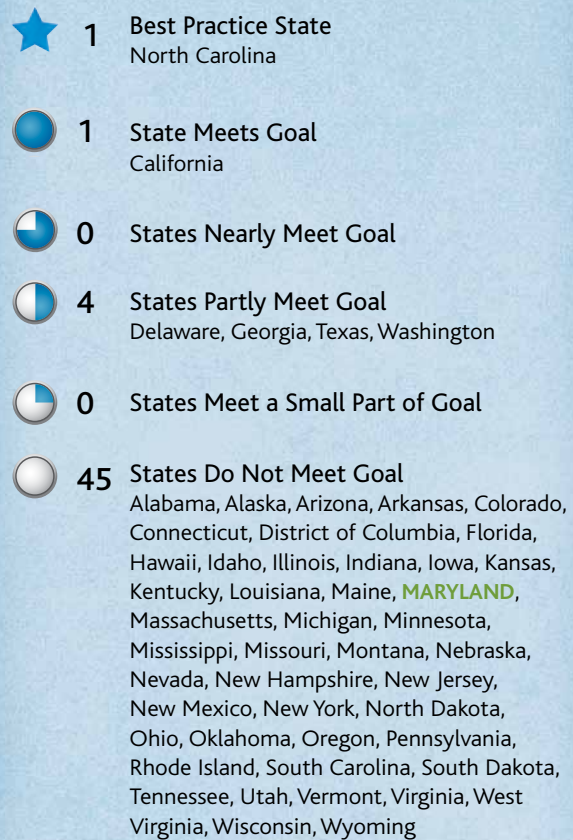 1 Best Practice State
North Carolina
1 State Meets Goal
California
0 States Nearly Meet Goal
4 States Partly Meet Goal
Delaware, Georgia, Texas, Washington
0 States Meet a Small Part of Goal
45 States Do Not Meet Goal
Alabama, Alaska, Arizona, Arkansas, Colorado,
Connecticut, District of Columbia, Florida,
Hawaii, Idaho, Illinois, Indiana, Iowa, Kansas,
Kentucky, Louisiana, Maine, MARYLAND,
Massachusetts, Michigan, Minnesota,
Mississippi, Missouri, Montana, Nebraska,
Nevada, New Hampshire, New Jersey,
New Mexico, New York, North Dakota,
Ohio, Oklahoma, Oregon, Pennsylvania,
Rhode Island, South Carolina, South Dakota,
Tennessee, Utah, Vermont, Virginia, West
Virginia, Wisconsin, Wyoming